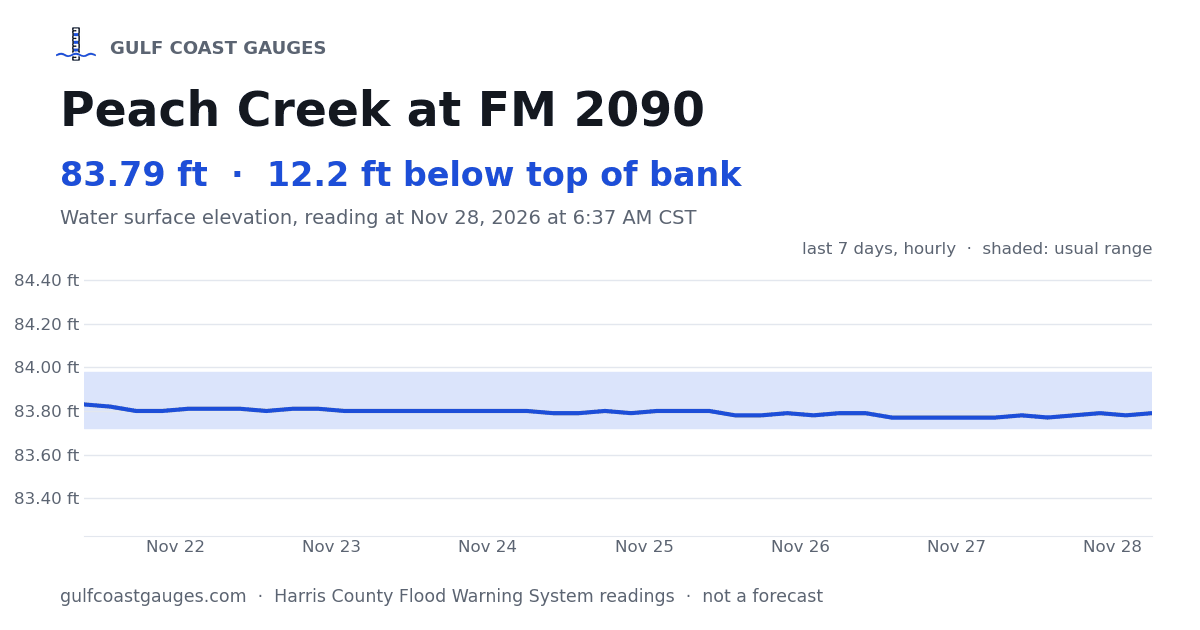 GULF COAST GAUGES
Peach Creek at FM 2090
83.79 ft · 12.2 ft below top of bank
Water surface elevation, reading at Nov 28, 2026 at 6:37 AM CST
last 7 days, hourly · shaded: usual range
84.40 ft
84.20 ft
84.00 ft
83.80 ft
83.60 ft
83.40 ft
Nov 22 Nov 23 Nov 24 Nov 25 Nov 26 Nov 27 Nov 28
gulfcoastgauges.com · Harris County Flood Warning System readings · not a forecast